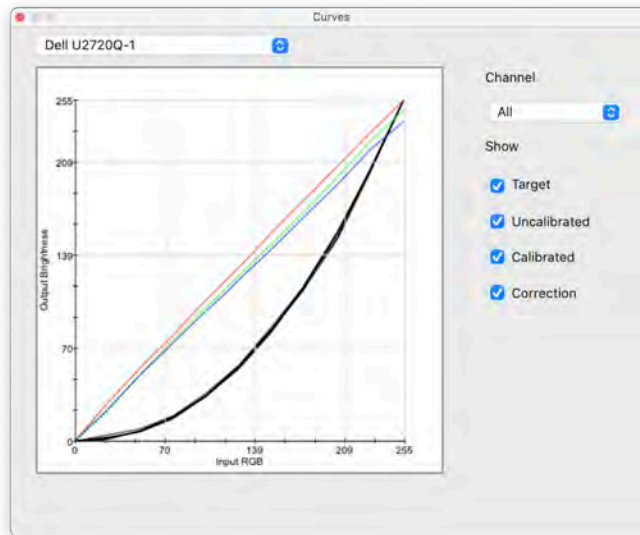 Curves
Dell U2720Q-1
Channel
All
Show
Target
Uncalibrated
Calibrated
Correction
Output Brightness
255
209
139
70
0
0 70 139 209 255
Input RGB